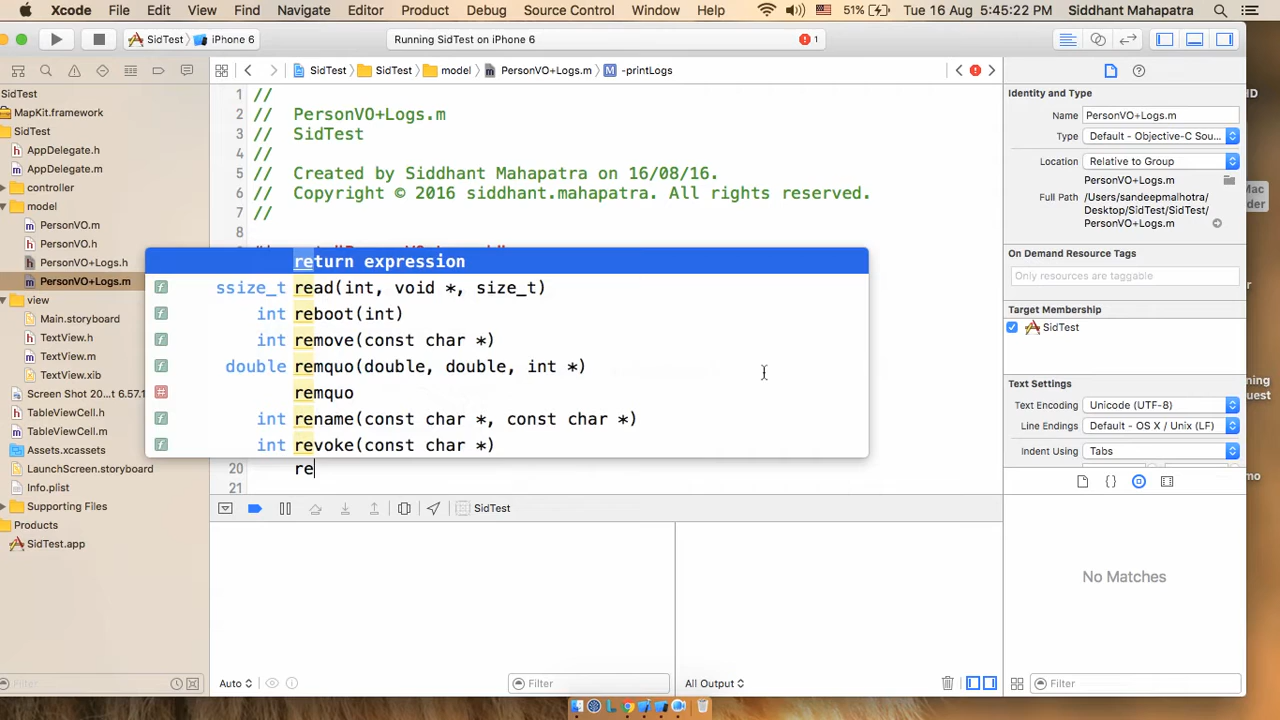 Xcode File Edit View Find Navigate Editor Product Debug Source Control Window Help 51% Tue 16 Aug 5:45:22 PM Siddhant Mahapatra
SidTest iPhone 6 Running SidTest on iPhone 6 1
SidTest SidTest model PersonVO+Logs.m M -printLogs
SidTest
MapKit.framework
SidTest
AppDelegate.h
AppDelegate.m
controller
model
PersonVO.m
PersonVO.h
PersonVO+Logs.h
PersonVO+Logs.m
view
Main.storyboard
TextView.h
TextView.m
TextView.xib
Screen Shot 20...t 6.57.1
TableViewCell.h
TableViewCell.m
Assets.xcassets
LaunchScreen.storyboard
Info.plist
Supporting Files
Products
SidTest.app
Filter
1 //
2 // PersonVO+Logs.m
3 // SidTest
4 //
5 // Created by Siddhant Mahapatra on 16/08/16.
6 // Copyright © 2016 siddhant.mahapatra. All rights reserved.
7 //
8
return expression
f ssize_t read(int, void *, size_t)
f int reboot(int)
f int remove(const char *)
f double remquo(double, double, int *)
# remquo
f int rename(const char *, const char *)
f int revoke(const char *)
20 re
21
SidTest
Auto Filter All Output Filter
Identity and Type
Name PersonVO+Logs.m
Type Default - Objective-C Sou...
Location Relative to Group
PersonVO+Logs.m
Full Path /Users/sandeepmalhotra/
Desktop/SidTest/SidTest/
PersonVO+Logs.m
On Demand Resource Tags
Only resources are taggable
Target Membership
SidTest
Text Settings
Text Encoding Unicode (UTF-8)
Line Endings Default - OS X / Unix (LF)
Indent Using Tabs
No Matches
Filter